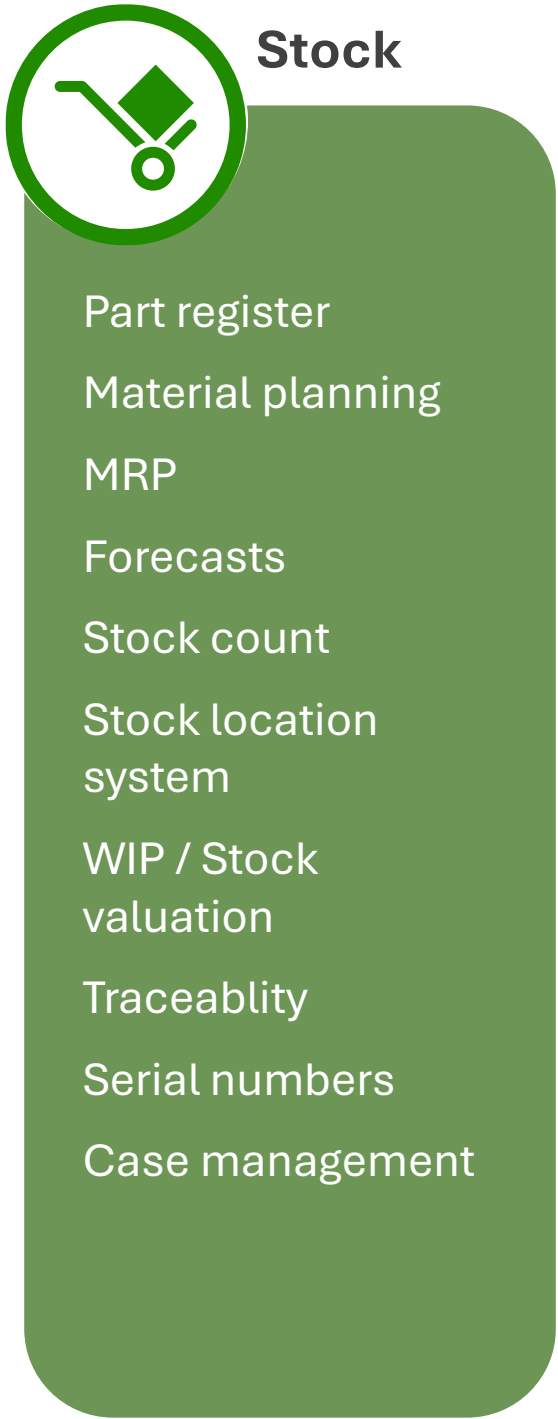 Stock
Part register
Material planning
MRP
Forecasts
Stock count
Stock location
system
WIP / Stock
valuation
Traceablity
Serial numbers
Case management